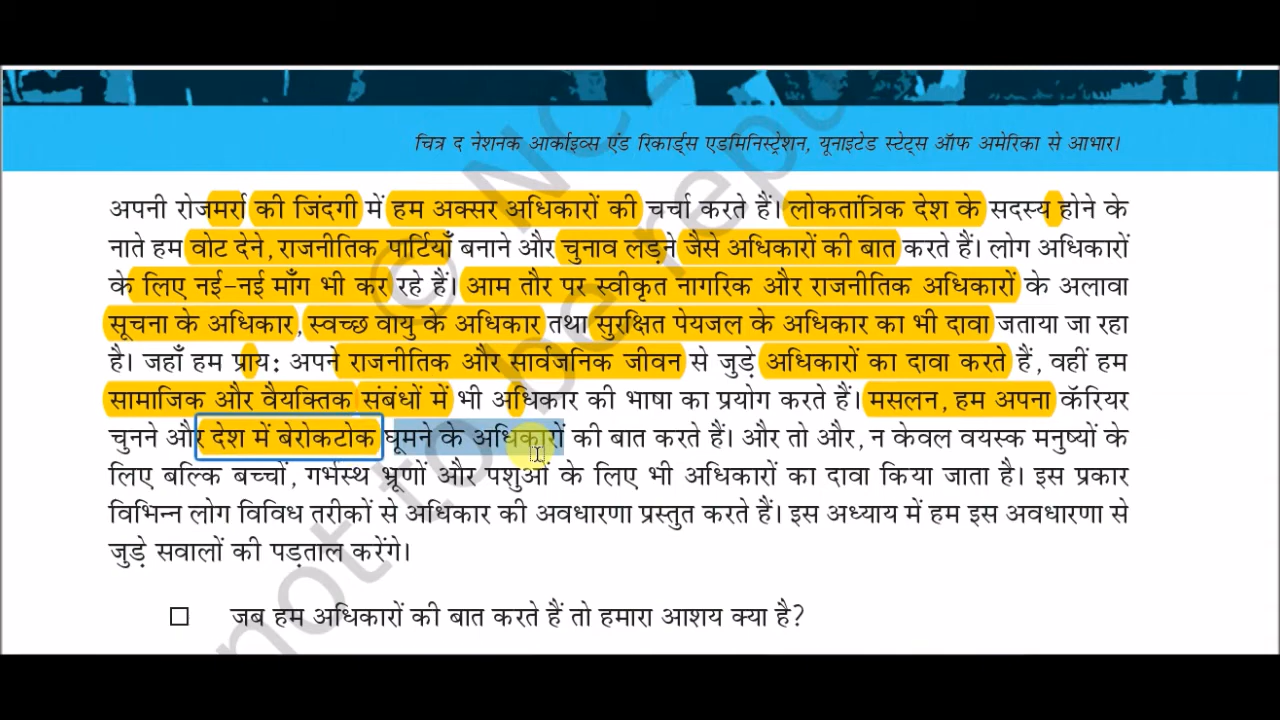 चित्र द नेशनक आर्काइव्स एंड रिकार्ड्स एडमिनिस्ट्रेशन, यूनाइटेड स्टेट्स ऑफ अमेरिका से आभार।
अपनी रोजमर्रा की जिंदगी में हम अक्सर अधिकारों की चर्चा करते हैं। लोकतांत्रिक देश के सदस्य होने के
नाते हम वोट देने, राजनीतिक पार्टियाँ बनाने और चुनाव लड़ने जैसे अधिकारों की बात करते हैं। लोग अधिकारों
के लिए नई-नई माँग भी कर रहे हैं। आम तौर पर स्वीकृत नागरिक और राजनीतिक अधिकारों के अलावा
सूचना के अधिकार, स्वच्छ वायु के अधिकार तथा सुरक्षित पेयजल के अधिकार का भी दावा जताया जा रहा
है। जहाँ हम प्राय: अपने राजनीतिक और सार्वजनिक जीवन से जुड़े अधिकारों का दावा करते हैं, वहीं हम
सामाजिक और वैयक्तिक संबंधों में भी अधिकार की भाषा का प्रयोग करते हैं। मसलन, हम अपना कॅरियर
चुनने और देश में बेरोकटोक घूमने के अधिकारों की बात करते हैं। और तो और, न केवल वयस्क मनुष्यों के
लिए बल्कि बच्चों, गर्भस्थ भ्रूणों और पशुओं के लिए भी अधिकारों का दावा किया जाता है। इस प्रकार
विभिन्न लोग विविध तरीकों से अधिकार की अवधारणा प्रस्तुत करते हैं। इस अध्याय में हम इस अवधारणा से
जुड़े सवालों की पड़ताल करेंगे।
जब हम अधिकारों की बात करते हैं तो हमारा आशय क्या है?
© NC
not to be repu